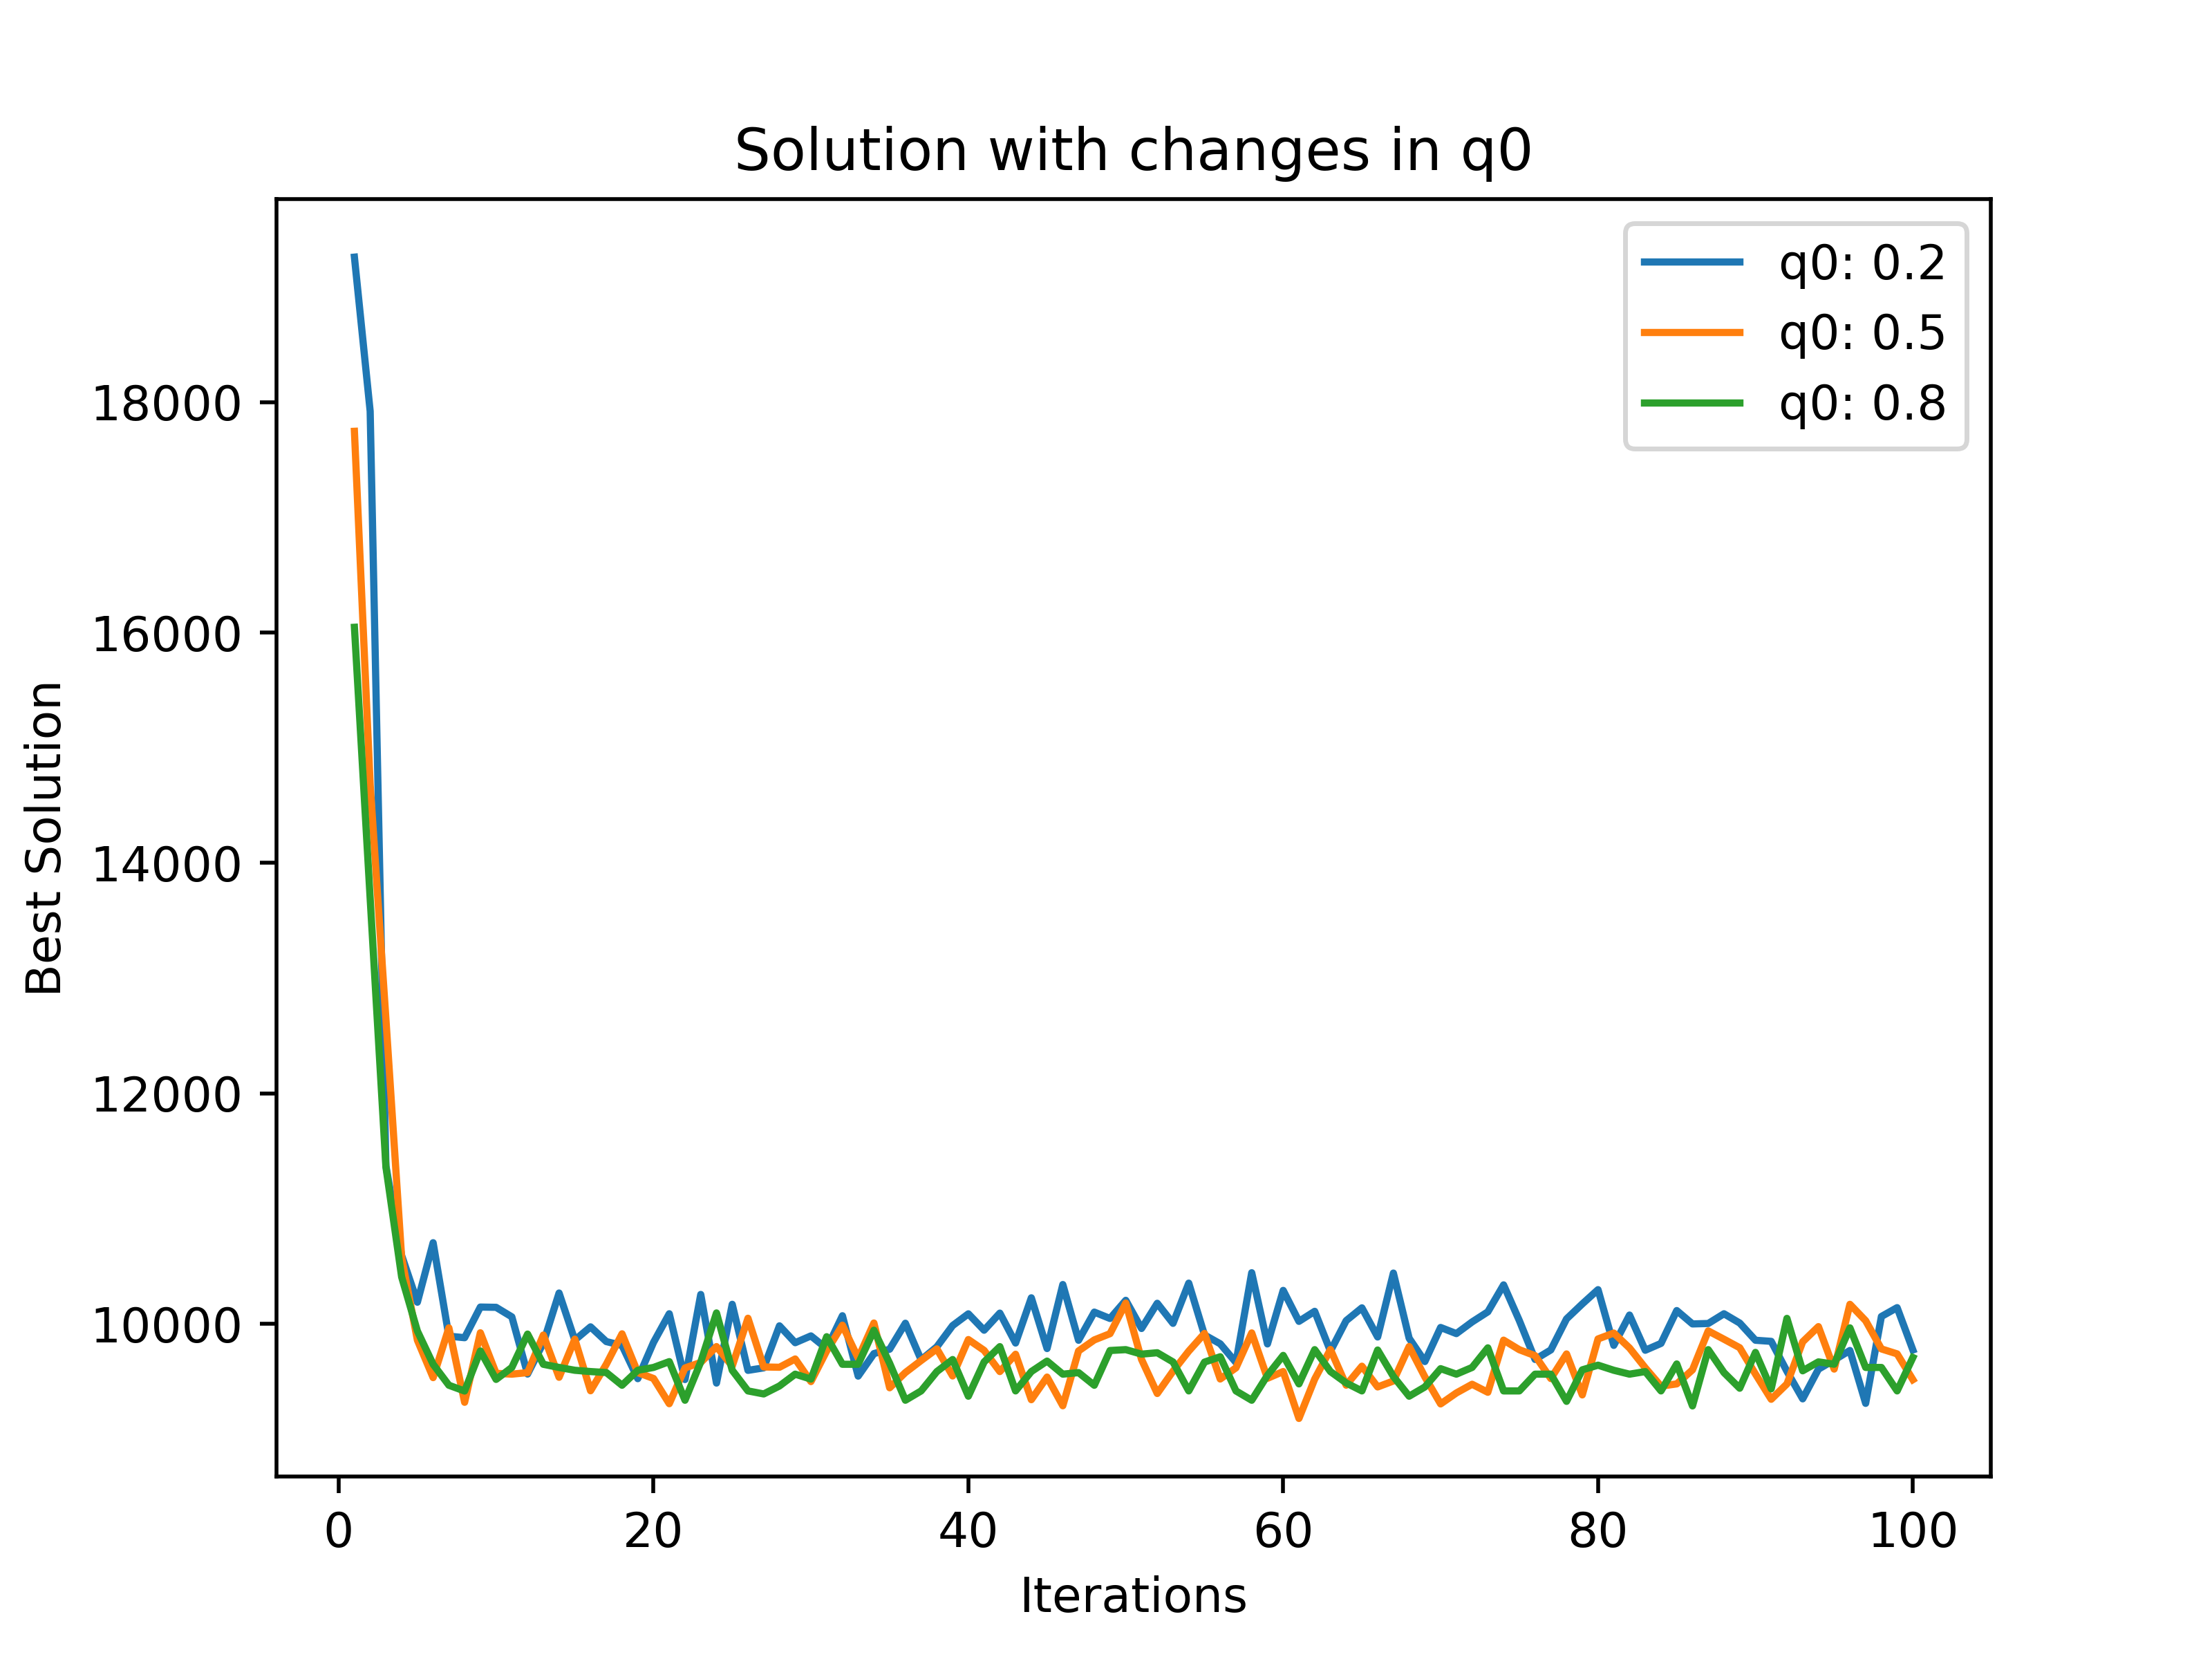 Solution with changes in q0
q0: 0.2
q0: 0.5
q0: 0.8
Best Solution
18000
16000
14000
12000
10000
0 20 40 60 80 100
Iterations